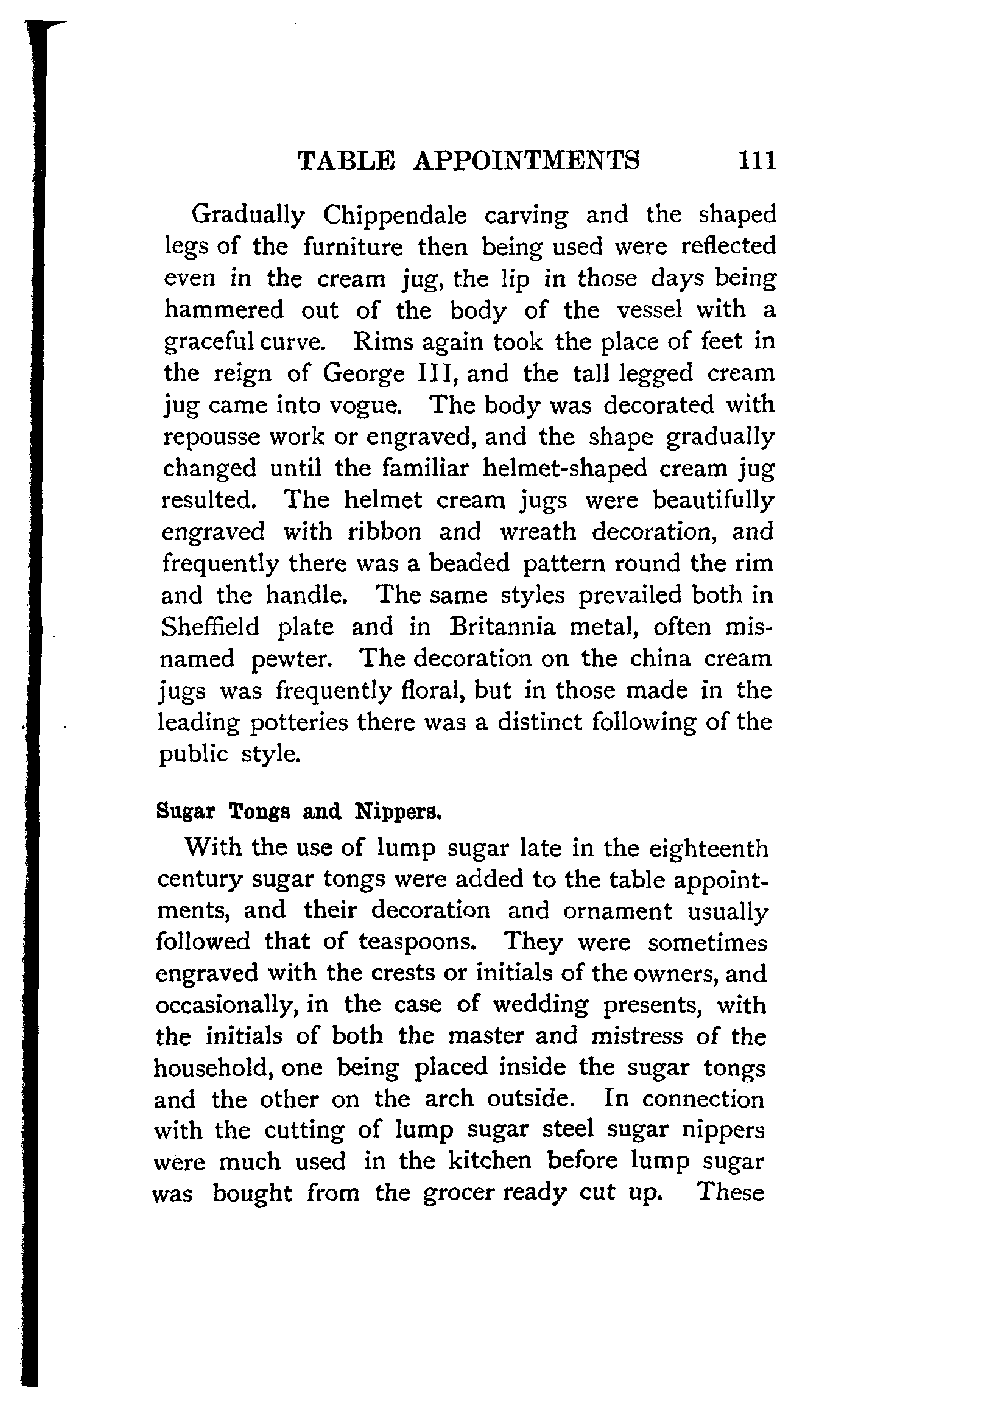 TABLE APPOINTMENTS 111
Gradually Chippendale carving and the shaped
legs of the furniture then being used were reflected
even in the cream jug, the lip in those days being
hammered out of the body of the vessel with a
graceful curve. Rims again took the place of feet in
the reign of George III, and the tall legged cream
jug came into vogue. The body was decorated with
repousse work or engraved, and the shape gradually
changed until the familiar helmet-shaped cream jug
resulted. The helmet cream jugs were beautifully
engraved with ribbon and wreath decoration, and
frequently there was a beaded pattern round the rim
and the handle. The same styles prevailed both in
Sheffield plate and in Britannia metal, often mis-
named pewter. The decoration on the china cream
jugs was frequently floral, but in those made in the
leading potteries there was a distinct following of the
public style.
Sugar Tongs and Nippers.
With the use of lump sugar late in the eighteenth
century sugar tongs were added to the table appoint-
ments, and their decoration and ornament usually
followed that of teaspoons. They were sometimes
engraved with the crests or initials of the owners, and
occasionally, in the case of wedding presents, with
the initials of both the master and mistress of the
household, one being placed inside the sugar tongs
and the other on the arch outside. In connection
with the cutting of lump sugar steel sugar nippers
were much used in the kitchen before lump sugar
was bought from the grocer ready cut up. These